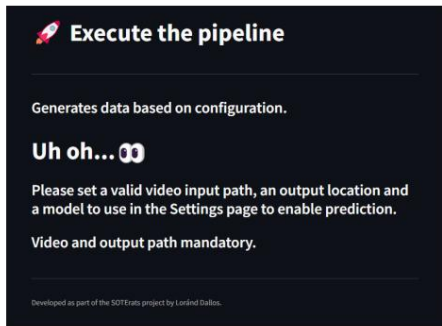 🚀 Execute the pipeline
Generates data based on configuration.
Uh oh...👀
Please set a valid video input path, an output location and
a model to use in the Settings page to enable prediction.
Video and output path mandatory.
Developed as part of the SOTErats project by Loránd Dallos.